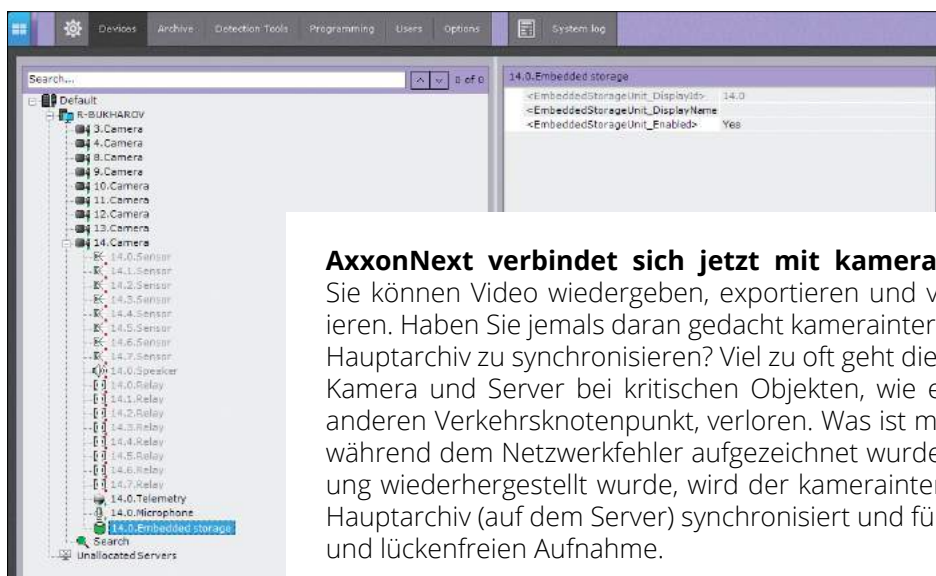 Devices Archive Detection Tools Programming Users Options System log
Search... 0 of 0
Default
R-BUKHAROV
3.Camera
4.Camera
8.Camera
9.Camera
10.Camera
11.Camera
12.Camera
13.Camera
14.Camera
14.0.Sensor
14.1.Sensor
14.2.Sensor
14.3.Sensor
14.4.Sensor
14.5.Sensor
14.6.Sensor
14.7.Sensor
14.0.Speaker
14.0.Relay
14.1.Relay
14.2.Relay
14.3.Relay
14.4.Relay
14.5.Relay
14.6.Relay
14.7.Relay
14.0.Telemetry
14.0.Microphone
14.0.Embedded storage
Search
Unallocated Servers
14.0.Embedded storage
<EmbeddedStorageUnit_DisplayId> 14.0
<EmbeddedStorageUnit_DisplayName
<EmbeddedStorageUnit_Enabled> Yes
AxxonNext verbindet sich jetzt mit kamera
Sie können Video wiedergeben, exportieren und v
ieren. Haben Sie jemals daran gedacht kamerainter
Hauptarchiv zu synchronisieren? Viel zu oft geht die
Kamera und Server bei kritischen Objekten, wie e
anderen Verkehrsknotenpunkt, verloren. Was ist m
während dem Netzwerkfehler aufgezeichnet wurde
ung wiederhergestellt wurde, wird der kamerainter
Hauptarchiv (auf dem Server) synchronisiert und fü
und lückenfreien Aufnahme.